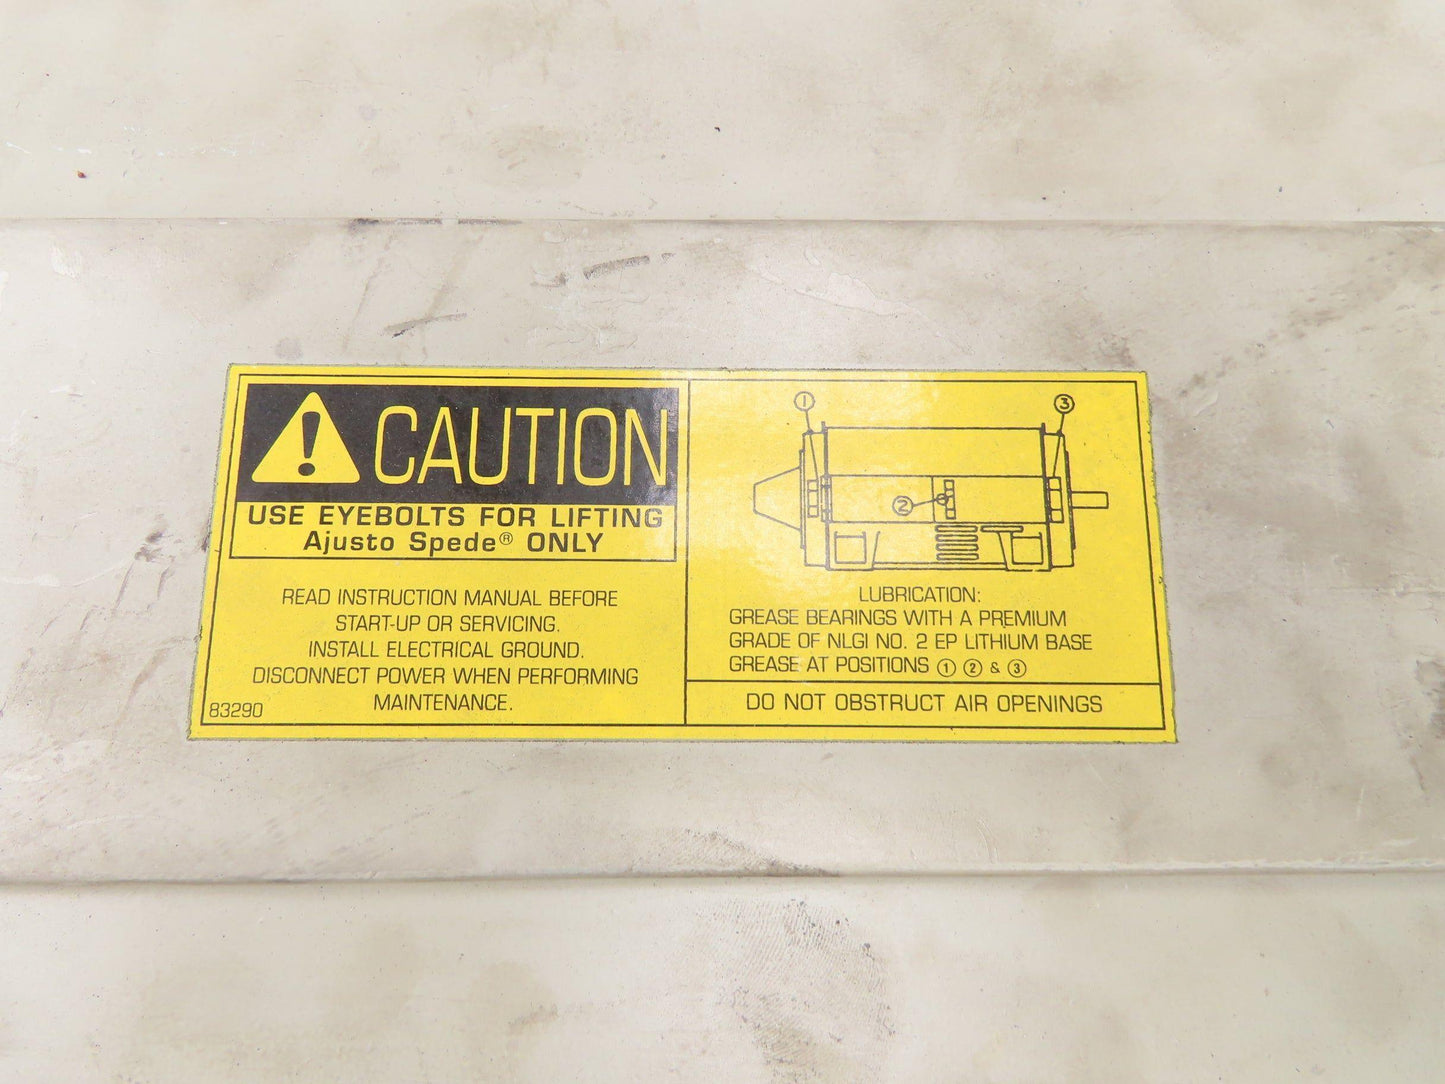 CAUTION
USE EYEBOLTS FOR LIFTING
Ajusto Spede® ONLY
READ INSTRUCTION MANUAL BEFORE
START-UP OR SERVICING.
INSTALL ELECTRICAL GROUND.
DISCONNECT POWER WHEN PERFORMING
MAINTENANCE.
83290
① ③
②
LUBRICATION:
GREASE BEARINGS WITH A PREMIUM
GRADE OF NLGI NO. 2 EP LITHIUM BASE
GREASE AT POSITIONS ① ② & ③
DO NOT OBSTRUCT AIR OPENINGS